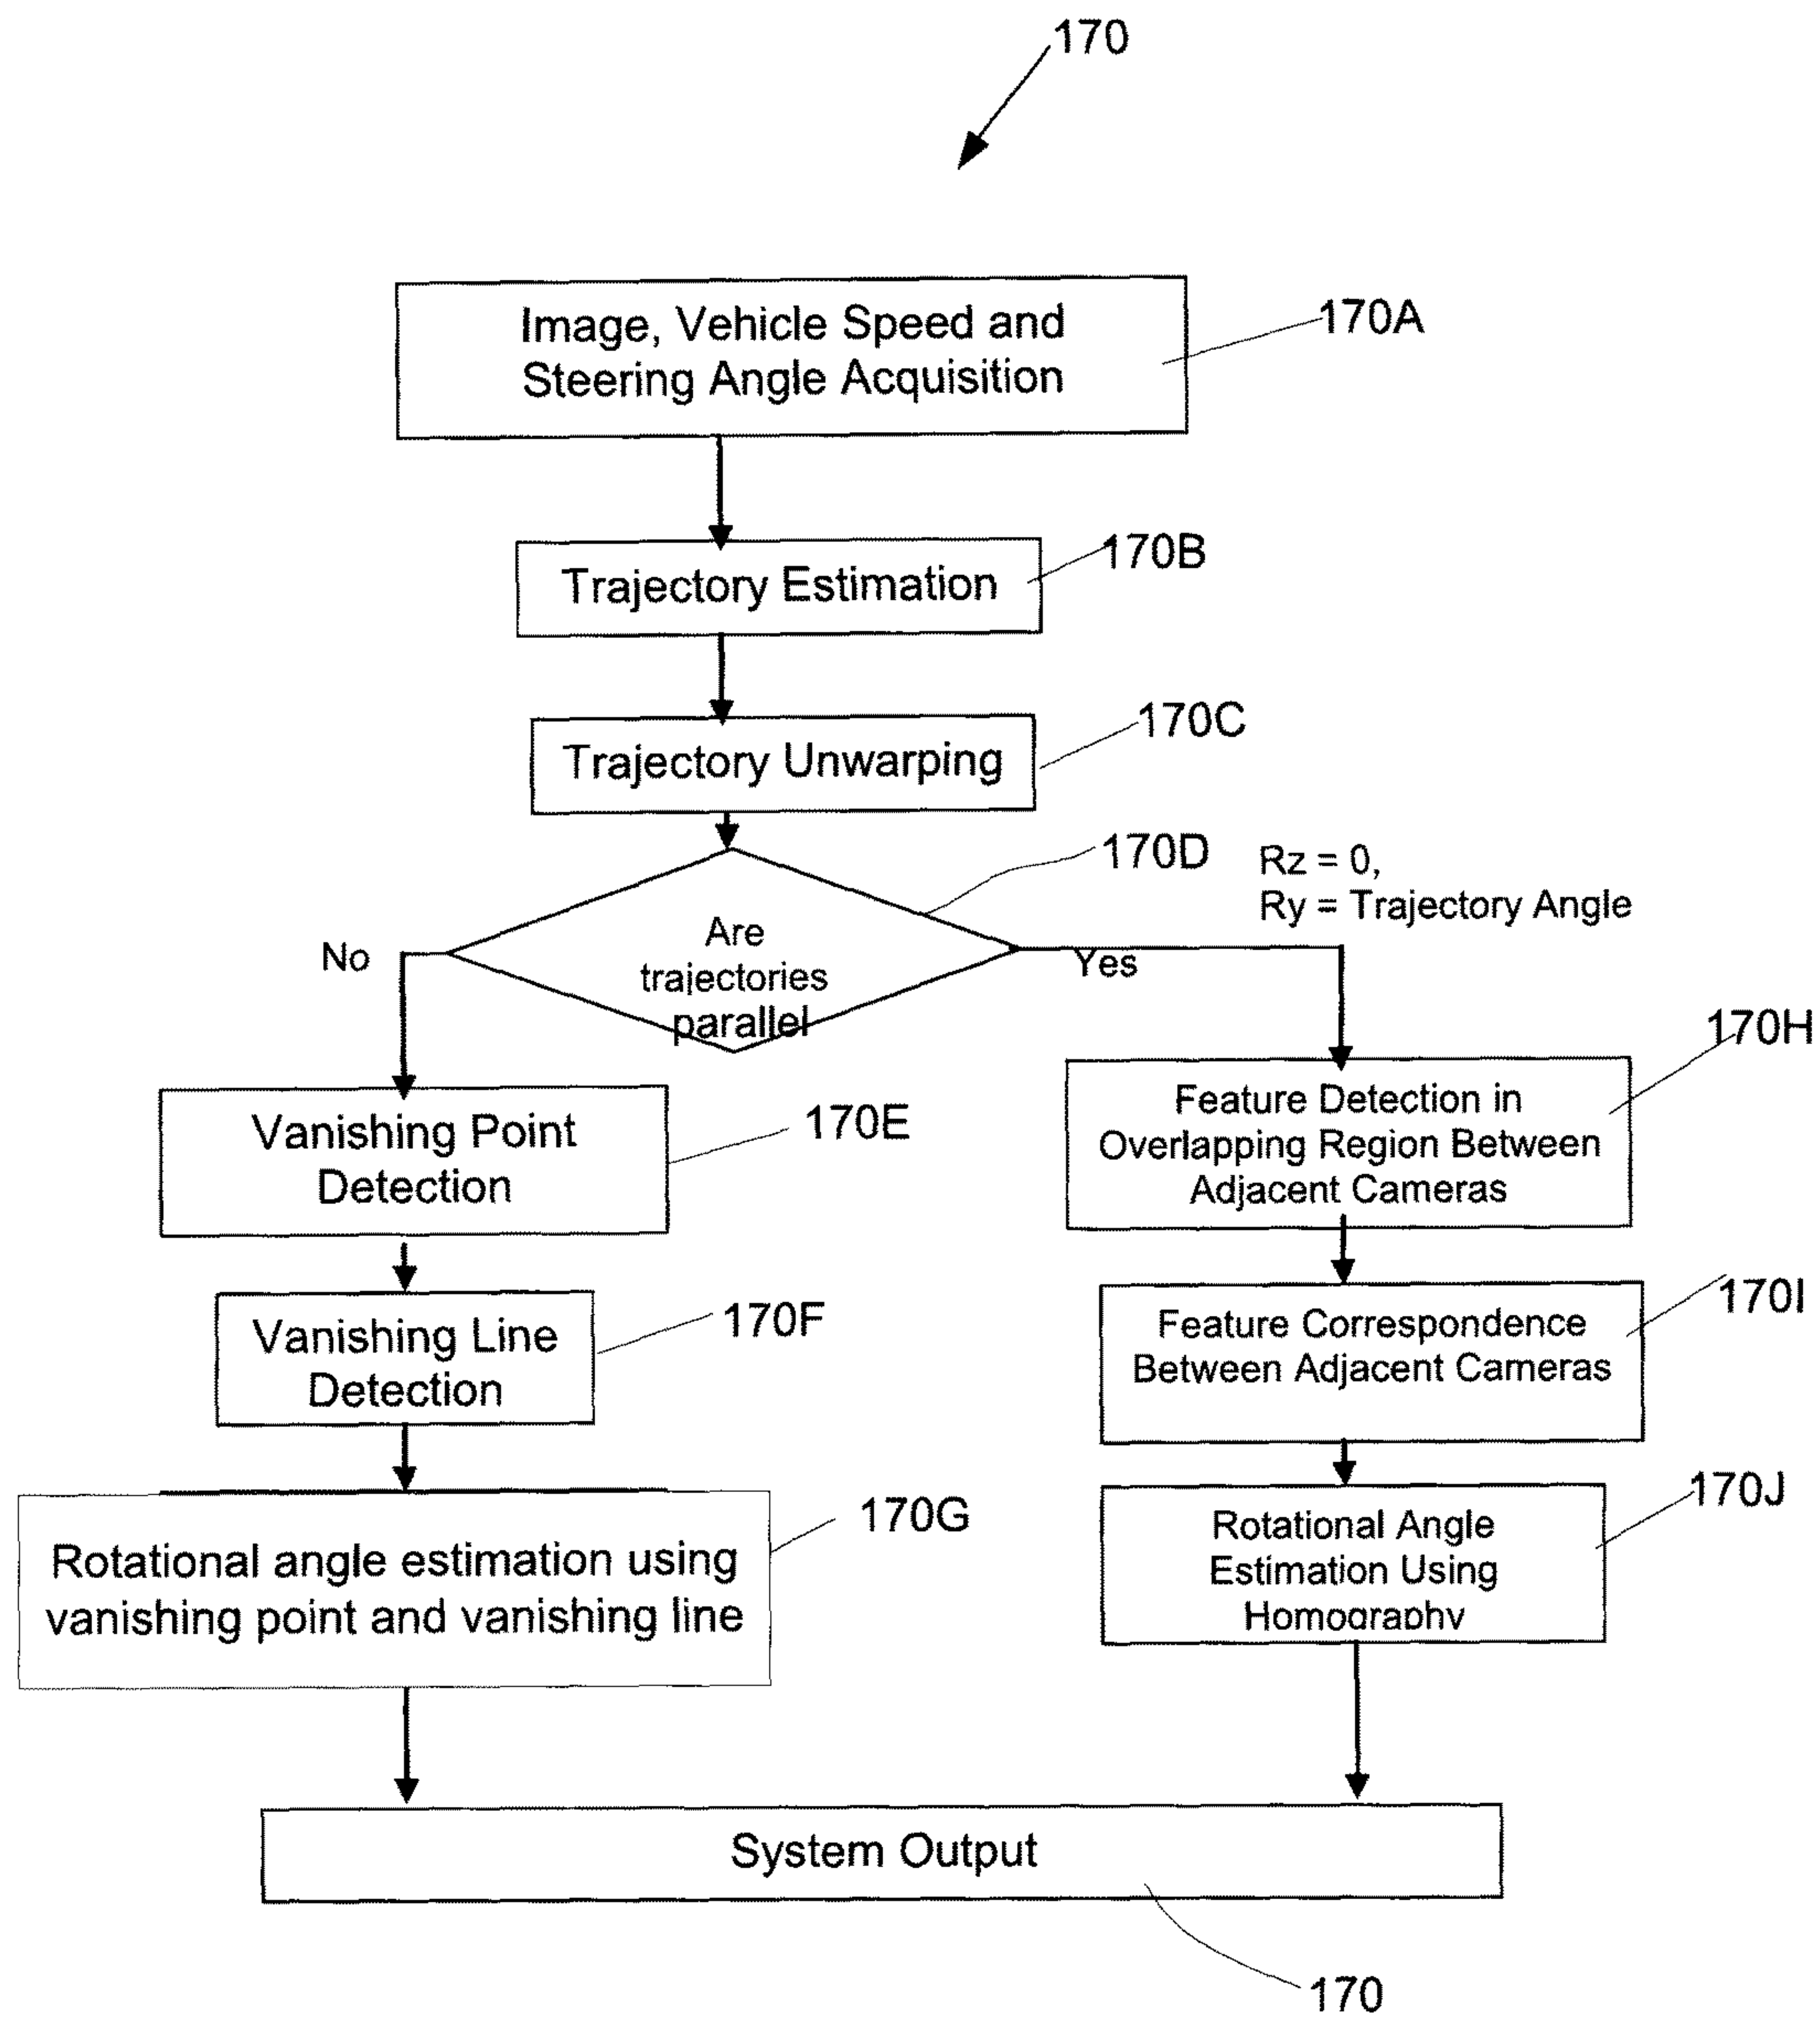 170
Image, Vehicle Speed and
Steering Angle Acquisition
170A
Trajectory Estimation
170B
Trajectory Unwarping
170C
170D
Rz = 0,
Ry = Trajectory Angle
Are
trajectories
parallel
No
Yes
Vanishing Point
Detection
170E
Vanishing Line
Detection
170F
Rotational angle estimation using
vanishing point and vanishing line
170G
Feature Detection in
Overlapping Region Between
Adjacent Cameras
170H
Feature Correspondence
Between Adjacent Cameras
170I
Rotational Angle
Estimation Using
Homography
170J
System Output
170